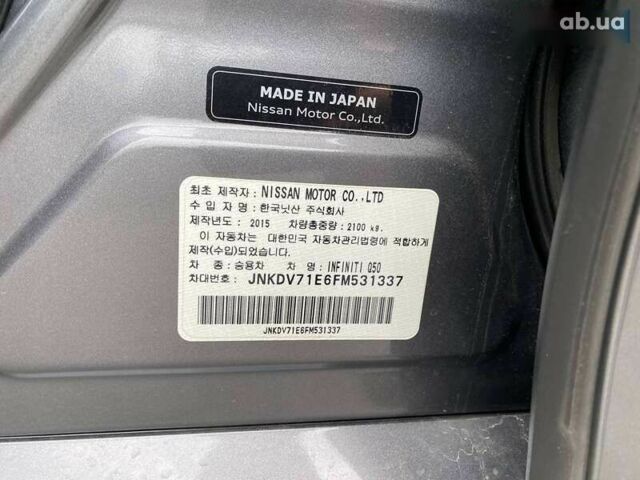 ab.ua
MADE IN JAPAN
Nissan Motor Co.,Ltd.
최초 제작자: NISSAN MOTOR CO.,LTD
수 입 자 명 : 한국닛산 주식회사
제작년도 : 2015 차량총중량 : 2100 kg.
이 자동차는 대한민국 자동차관리법령에 적합하게
제작(수입)되었습니다.
차 종 : 승용차 차 명 : INFINITI Q50
차대번호 : JNKDV71E6FM531337
JNKDV71E6FM531337